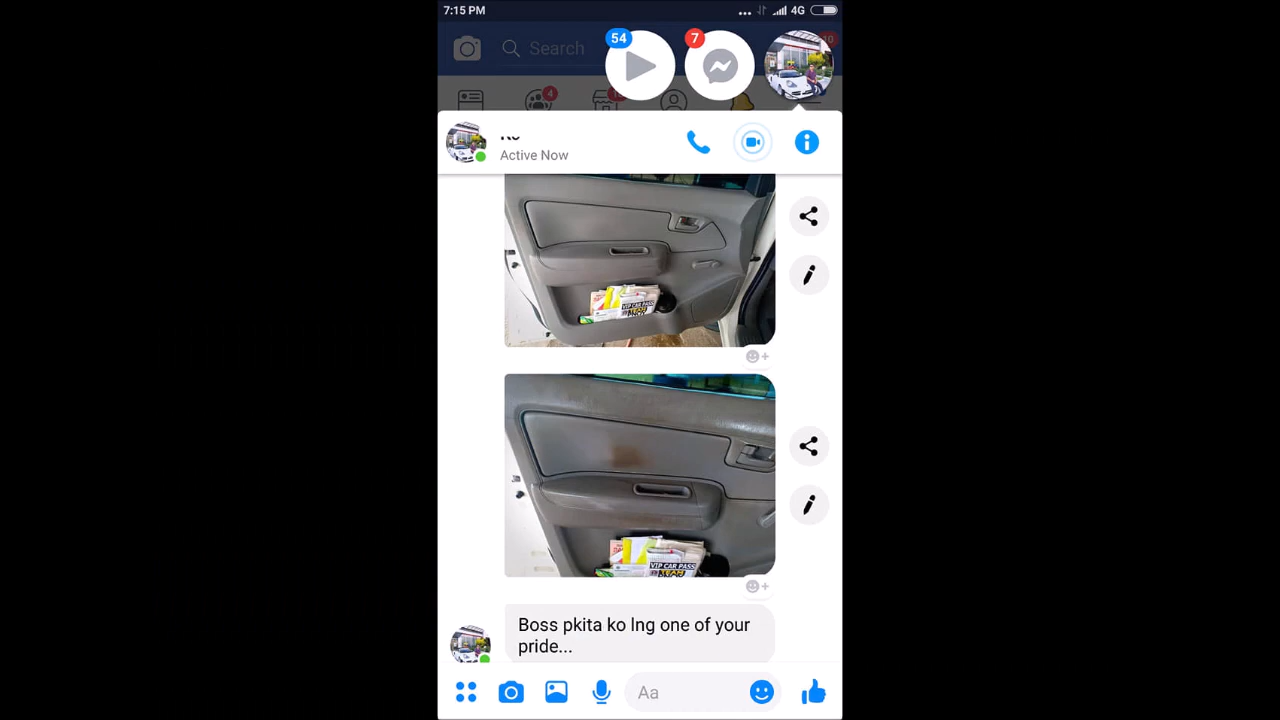 7:15 PM
4G
Search
54
7
4
Active Now
VIP CAR PASS
VIP CAR PASS
Boss pkita ko lng one of your
pride...
Aa